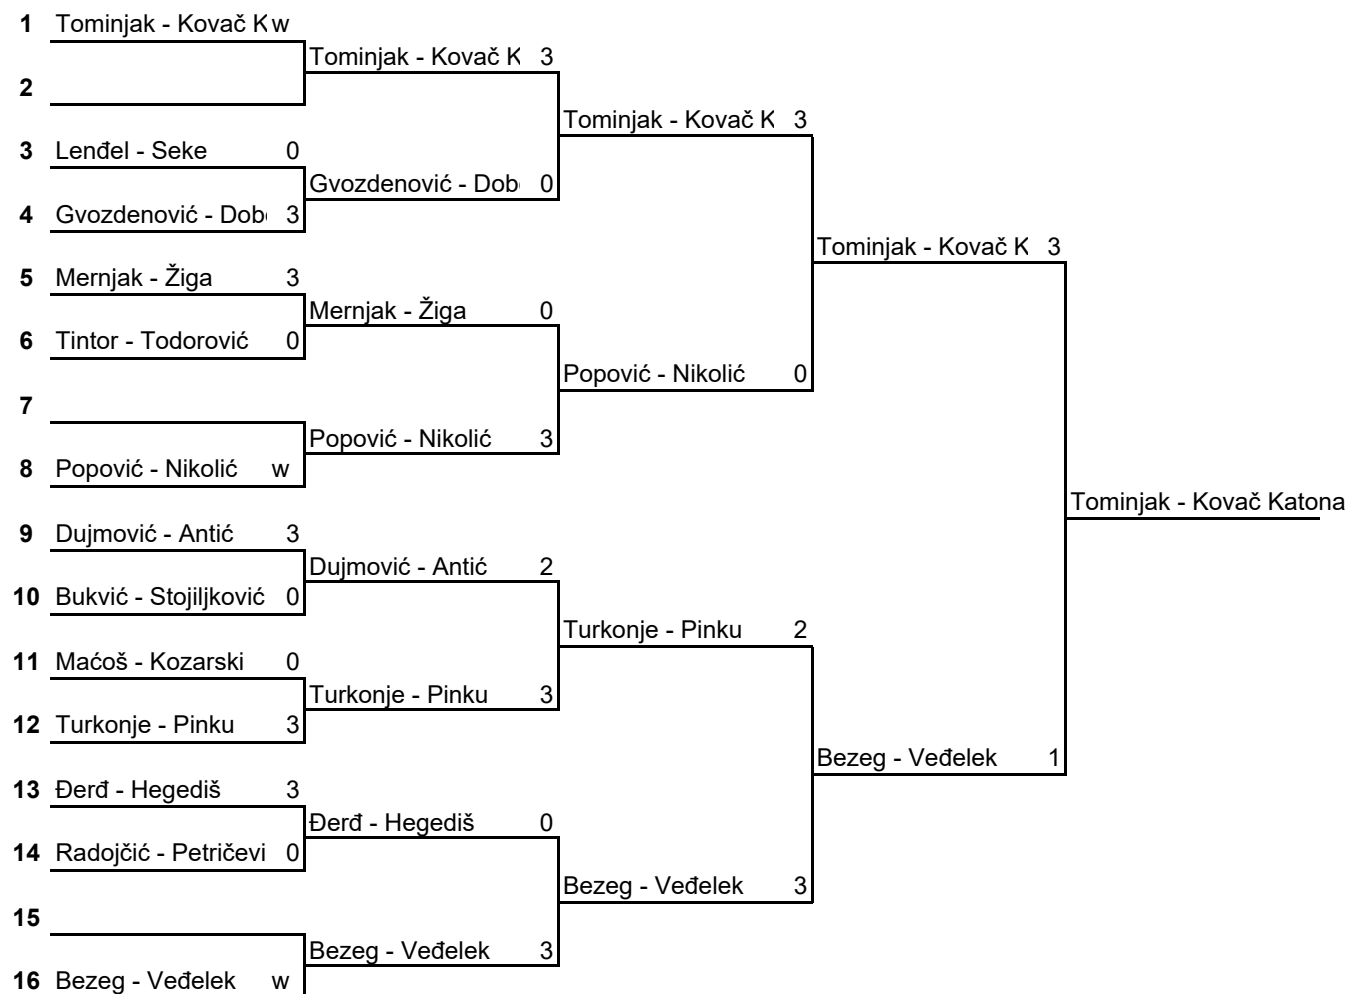 1 Tominjak - Kovač K w
Tominjak - Kovač K 3
2
Tominjak - Kovač K 3
3 Lenđel - Seke 0
Gvozdenović - Dob 0
4 Gvozdenović - Dob 3
Tominjak - Kovač K 3
5 Mernjak - Žiga 3
Mernjak - Žiga 0
6 Tintor - Todorović 0
Popović - Nikolić 0
7
Popović - Nikolić 3
8 Popović - Nikolić w
Tominjak - Kovač Katona
9 Dujmović - Antić 3
Dujmović - Antić 2
10 Bukvić - Stojiljković 0
Turkonje - Pinku 2
11 Maćoš - Kozarski 0
Turkonje - Pinku 3
12 Turkonje - Pinku 3
Bezeg - Veđelek 1
13 Đerđ - Hegediš 3
Đerđ - Hegediš 0
14 Radojčić - Petričevi 0
Bezeg - Veđelek 3
15
Bezeg - Veđelek 3
16 Bezeg - Veđelek w